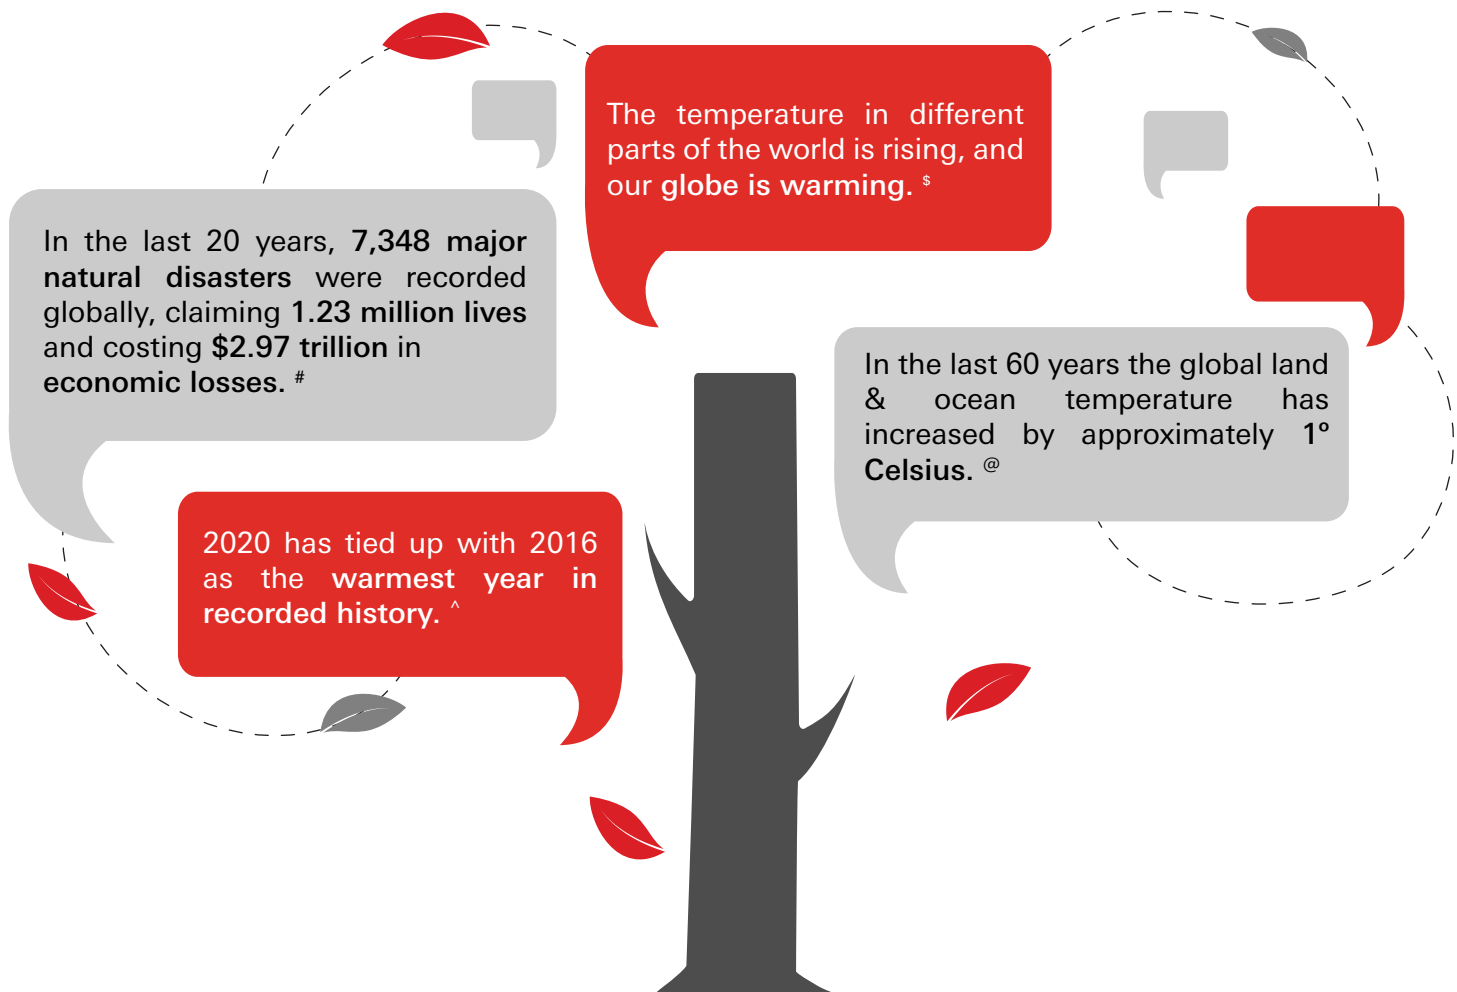 The temperature in different
parts of the world is rising, and
our globe is warming. $
In the last 20 years, 7,348 major
natural disasters were recorded
globally, claiming 1.23 million lives
and costing $2.97 trillion in
economic losses. #
In the last 60 years the global land
& ocean temperature has
increased by approximately 1º
Celsius. @
2020 has tied up with 2016
as the warmest year in
recorded history. ^